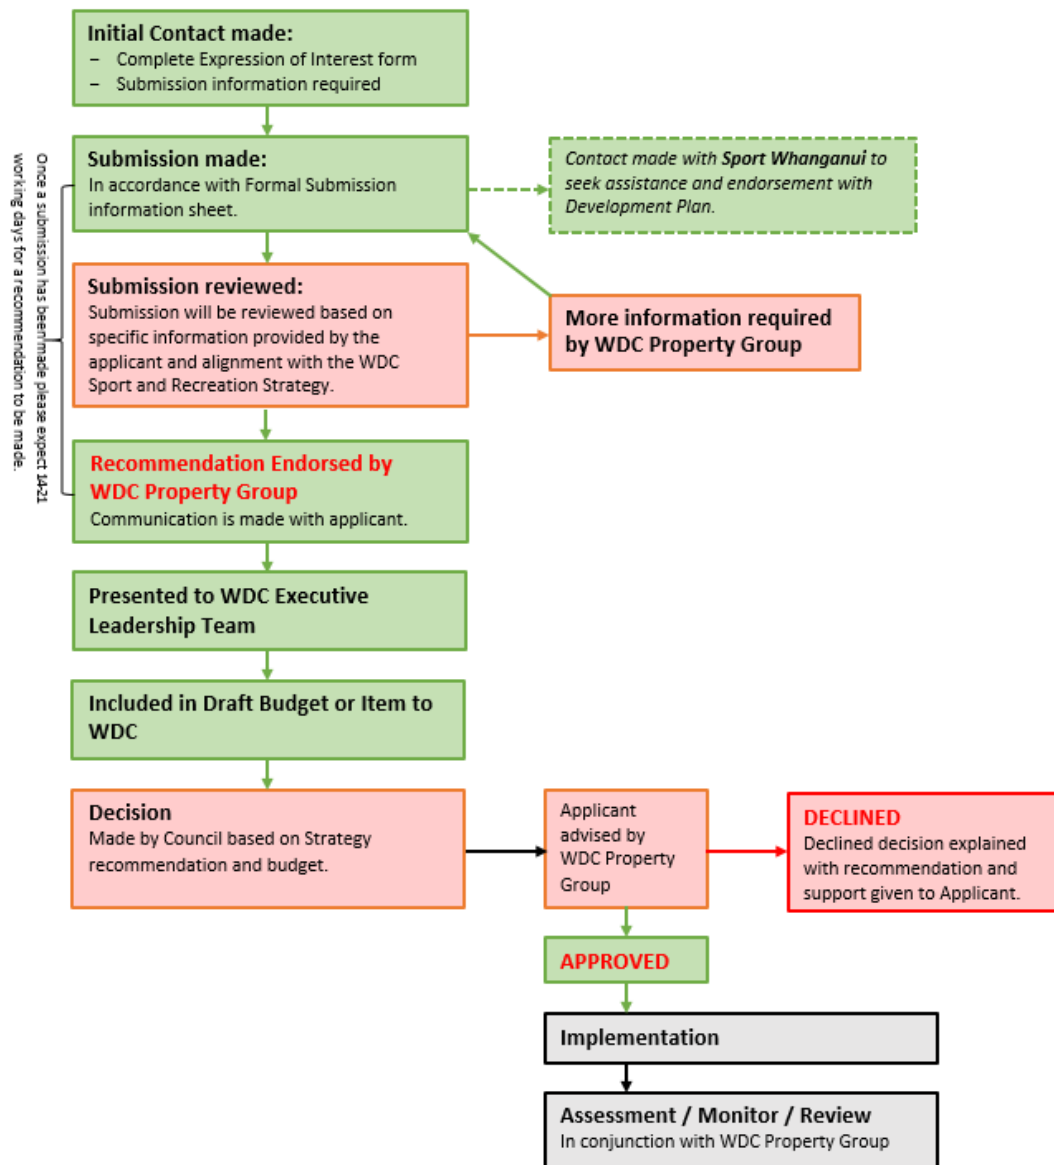 Initial Contact made:
– Complete Expression of Interest form
– Submission information required
Submission made:
In accordance with Formal Submission
information sheet.
Contact made with Sport Whanganui to
seek assistance and endorsement with
Development Plan.
Once a submission has been made please expect 14-21
working days for a recommendation to be made.
Submission reviewed:
Submission will be reviewed based on
specific information provided by the
applicant and alignment with the WDC
Sport and Recreation Strategy.
More information required
by WDC Property Group
Recommendation Endorsed by
WDC Property Group
Communication is made with applicant.
Presented to WDC Executive
Leadership Team
Included in Draft Budget or Item to
WDC
Decision
Made by Council based on Strategy
recommendation and budget.
Applicant
advised by
WDC Property
Group
DECLINED
Declined decision explained
with recommendation and
support given to Applicant.
APPROVED
Implementation
Assessment / Monitor / Review
In conjunction with WDC Property Group